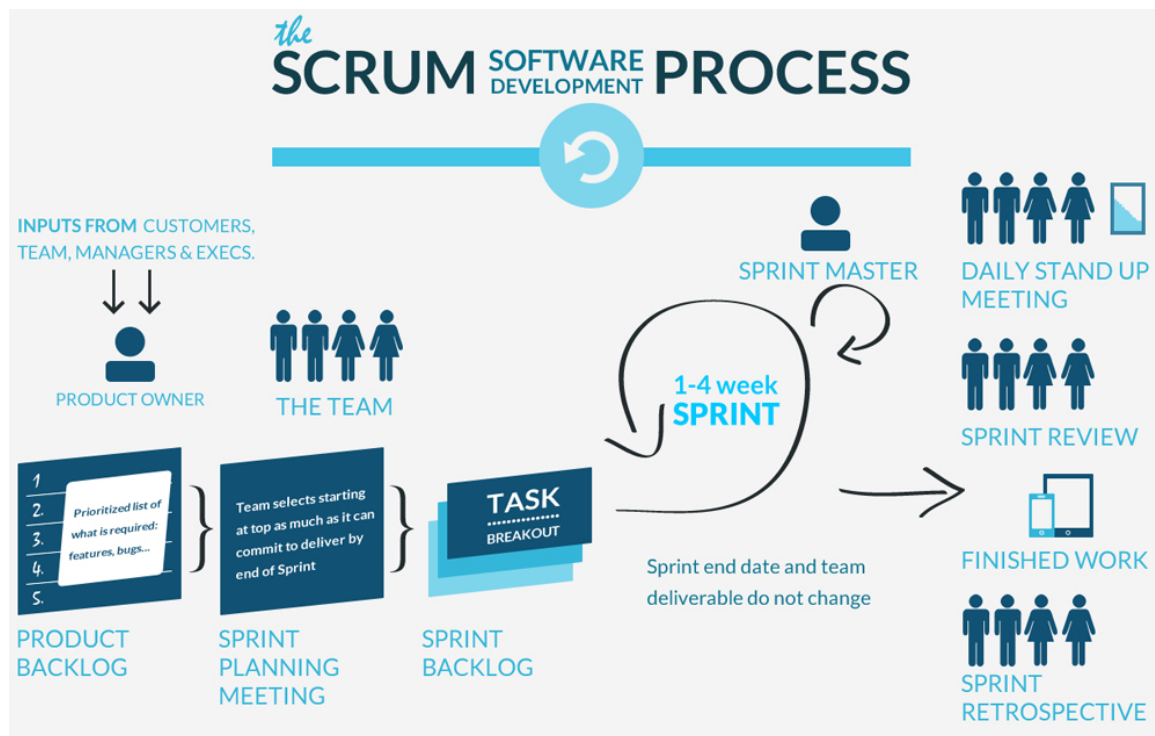 the
SCRUM SOFTWARE DEVELOPMENT PROCESS
INPUTS FROM CUSTOMERS,
TEAM, MANAGERS & EXECS.
PRODUCT OWNER
THE TEAM
1
2.
3.
4.
5.
Prioritized list of
what is required:
features, bugs...
PRODUCT
BACKLOG
Team selects starting
at top as much as it can
commit to deliver by
end of Sprint
SPRINT
PLANNING
MEETING
TASK
BREAKOUT
SPRINT
BACKLOG
1-4 week
SPRINT
Sprint end date and team
deliverable do not change
SPRINT MASTER
DAILY STAND UP
MEETING
SPRINT REVIEW
FINISHED WORK
SPRINT
RETROSPECTIVE